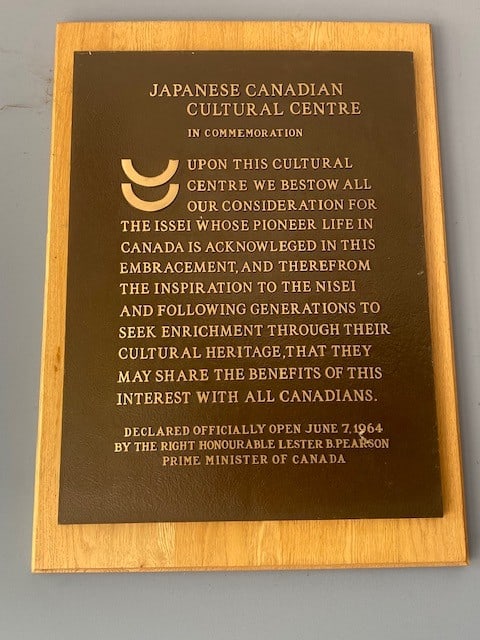 JAPANESE CANADIAN
CULTURAL CENTRE
IN COMMEMORATION
UPON THIS CULTURAL
CENTRE WE BESTOW ALL
OUR CONSIDERATION FOR
THE ISSEI WHOSE PIONEER LIFE IN
CANADA IS ACKNOWLEGED IN THIS
EMBRACEMENT, AND THEREFROM
THE INSPIRATION TO THE NISEI
AND FOLLOWING GENERATIONS TO
SEEK ENRICHMENT THROUGH THEIR
CULTURAL HERITAGE, THAT THEY
MAY SHARE THE BENEFITS OF THIS
INTEREST WITH ALL CANADIANS.
DECLARED OFFICIALLY OPEN JUNE 7, 1964
BY THE RIGHT HONOURABLE LESTER B. PEARSON
PRIME MINISTER OF CANADA